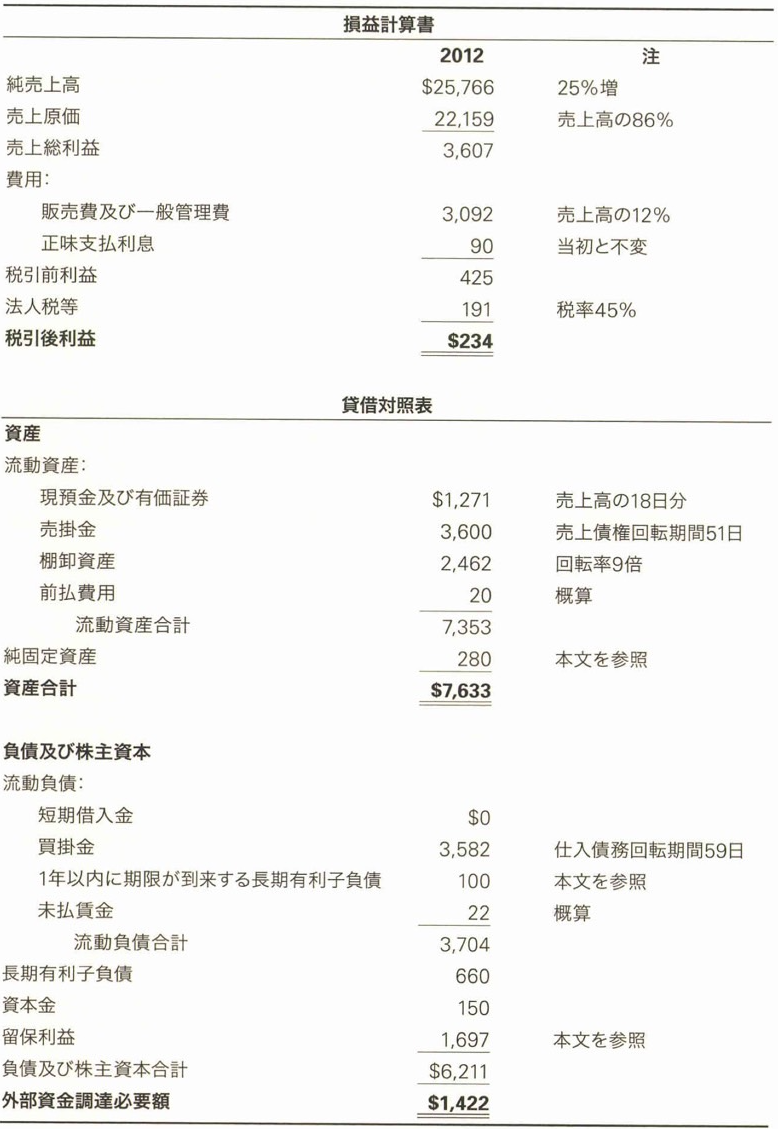 損益計算書
2012 注
純売上高 $25,766 25%増
売上原価 22,159 売上高の86%
売上総利益 3,607
費用:
販売費及び一般管理費 3,092 売上高の12%
正味支払利息 90 当初と不変
税引前利益 425
法人税等 191 税率45%
税引後利益 $234
貸借対照表
資産
流動資産:
現預金及び有価証券 $1,271 売上高の18日分
売掛金 3,600 売上債権回転期間51日
棚卸資産 2,462 回転率9倍
前払費用 20 概算
流動資産合計 7,353
純固定資産 280 本文を参照
資産合計 $7,633
負債及び株主資本
流動負債:
短期借入金 $0
買掛金 3,582 仕入債務回転期間59日
1年以内に期限が到来する長期有利子負債 100 本文を参照
未払賃金 22 概算
流動負債合計 3,704
長期有利子負債 660
資本金 150
留保利益 1,697 本文を参照
負債及び株主資本合計 $6,211
外部資金調達必要額 $1,422